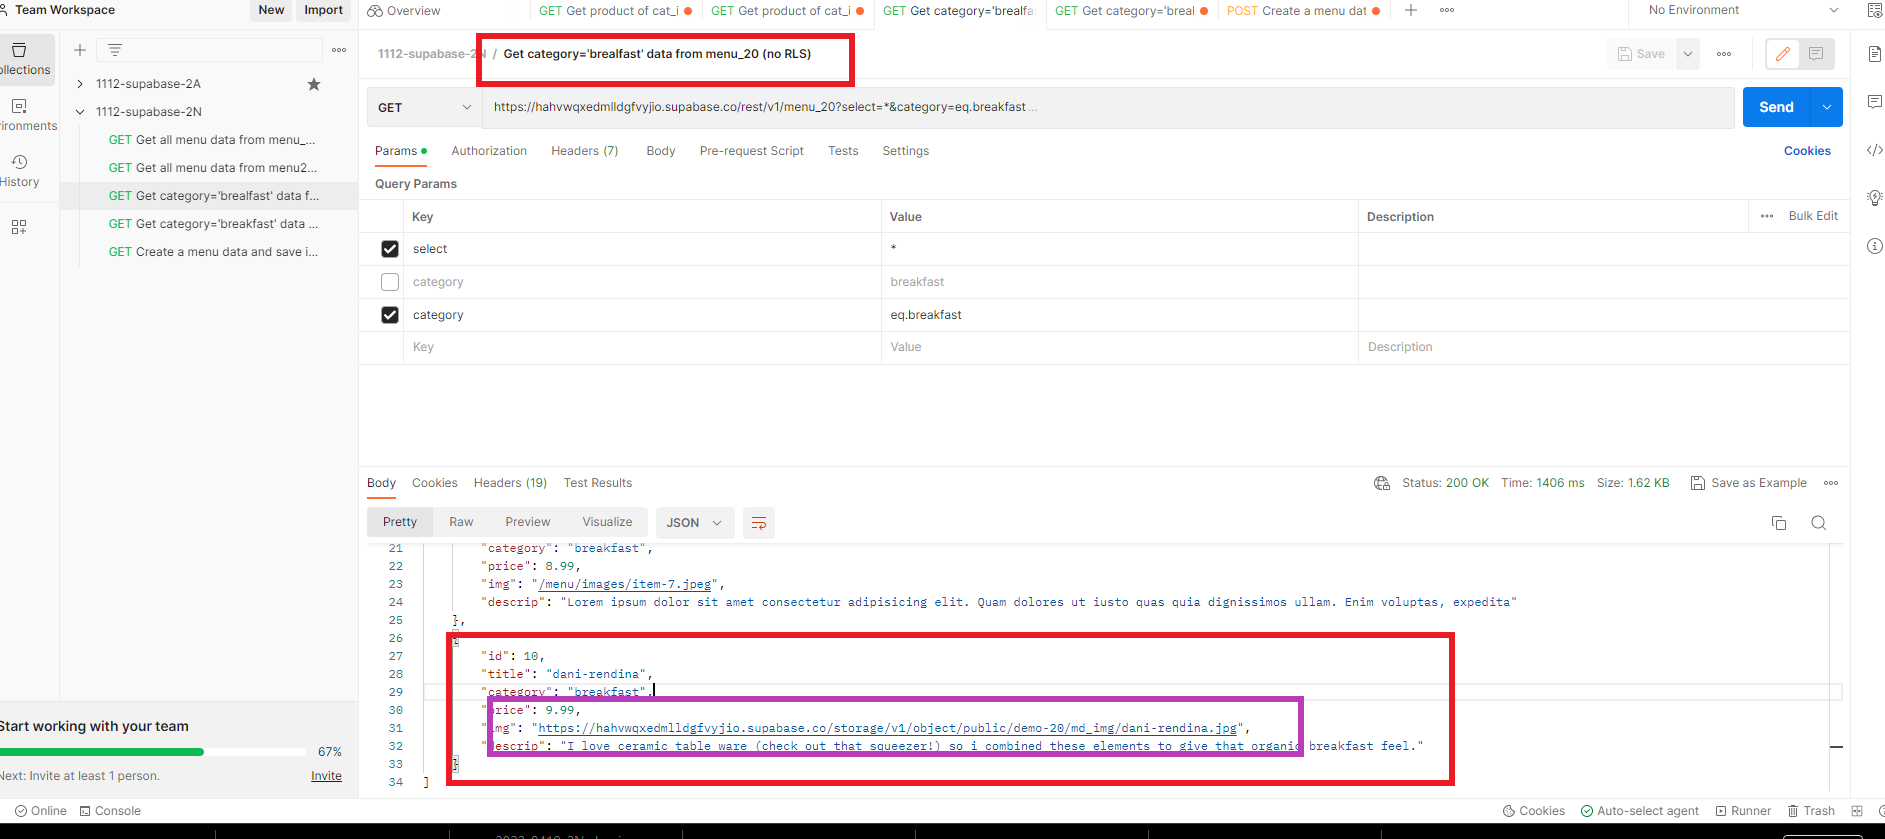 Team Workspace
New
Import
Overview
GET Get product of cat_i
GET Get product of cat_i
GET Get category='brealfa
GET Get category='breal
POST Create a menu dat
No Environment
1112-supabase-2N / Get category='brealfast' data from menu_20 (no RLS)
Save
ollections
1112-supabase-2A
1112-supabase-2N
GET Get all menu data from menu_...
GET Get all menu data from menu2...
GET Get category='brealfast' data f...
GET Get category='breakfast' data ...
GET Create a menu data and save i...
vironments
History
GET
https://hahvwqxedmlldgfvyjio.supabase.co/rest/v1/menu_20?select=*&category=eq.breakfast ...
Send
Params
Authorization
Headers (7)
Body
Pre-request Script
Tests
Settings
Cookies
Query Params
Key Value Description
Bulk Edit
select *
category breakfast
category eq.breakfast
Key Value Description
Body
Cookies
Headers (19)
Test Results
Status: 200 OK Time: 1406 ms Size: 1.62 KB
Save as Example
Pretty
Raw
Preview
Visualize
JSON
21 "category": "breakfast",
22 "price": 8.99,
23 "img": "/menu/images/item-7.jpeg",
24 "descrip": "Lorem ipsum dolor sit amet consectetur adipisicing elit. Quam dolores ut iusto quas quia dignissimos ullam. Enim voluptas, expedita"
25 },
26 {
27 "id": 10,
28 "title": "dani-rendina",
29 "category": "breakfast",
30 "price": 9.99,
31 "img": "https://hahvwqxedmlldgfvyjio.supabase.co/storage/v1/object/public/demo-20/md_img/dani-rendina.jpg",
32 "descrip": "I love ceramic table ware (check out that squeezer!) so i combined these elements to give that organic breakfast feel."
33 }
34 ]
Start working with your team
67%
Next: Invite at least 1 person.
Invite
Online
Console
Cookies
Auto-select agent
Runner
Trash